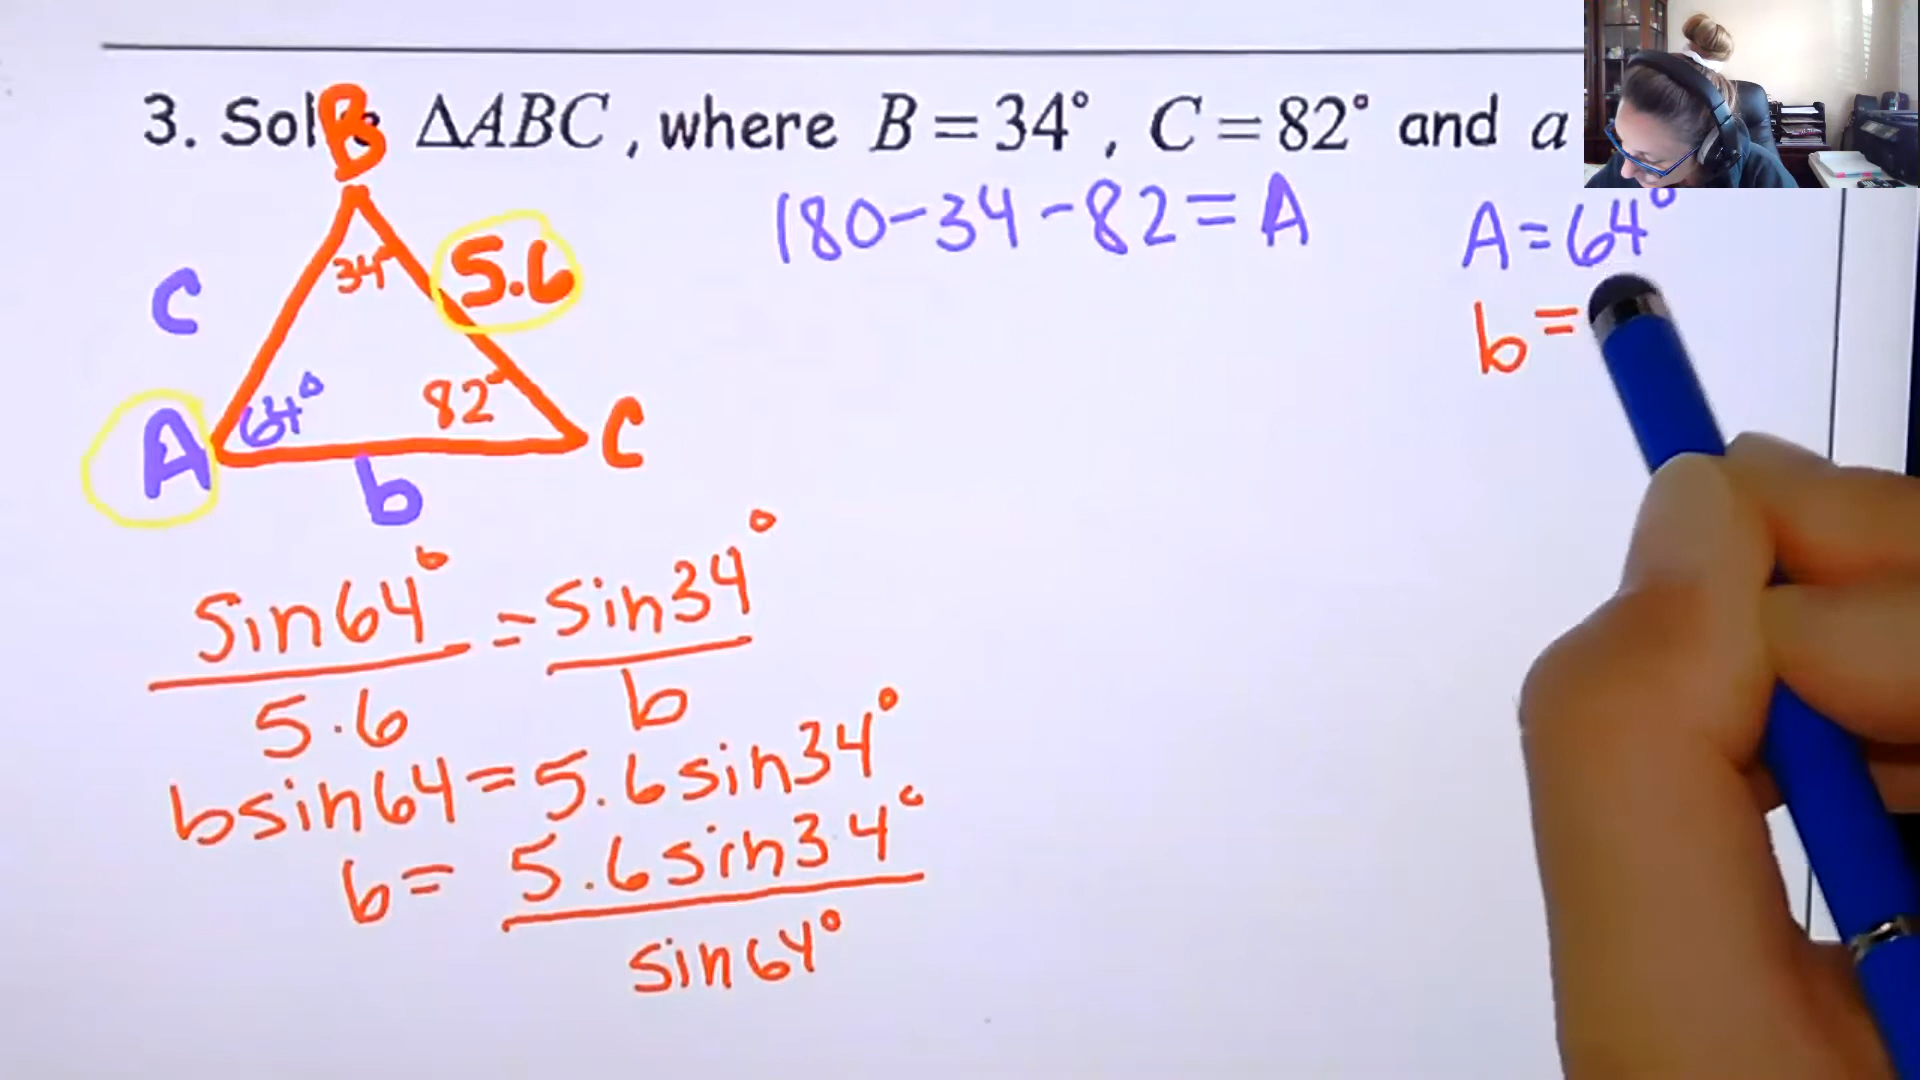 3. Sol ΔABC, where B = 34°, C = 82° and a
B
180-34-82=A
A=64°
34
5.6
b=
C
64°
82
A
C
b
sin64° = sin34°
5.6 b
bsin64=5.6sin34°
b= 5.6sin34°
sin64°